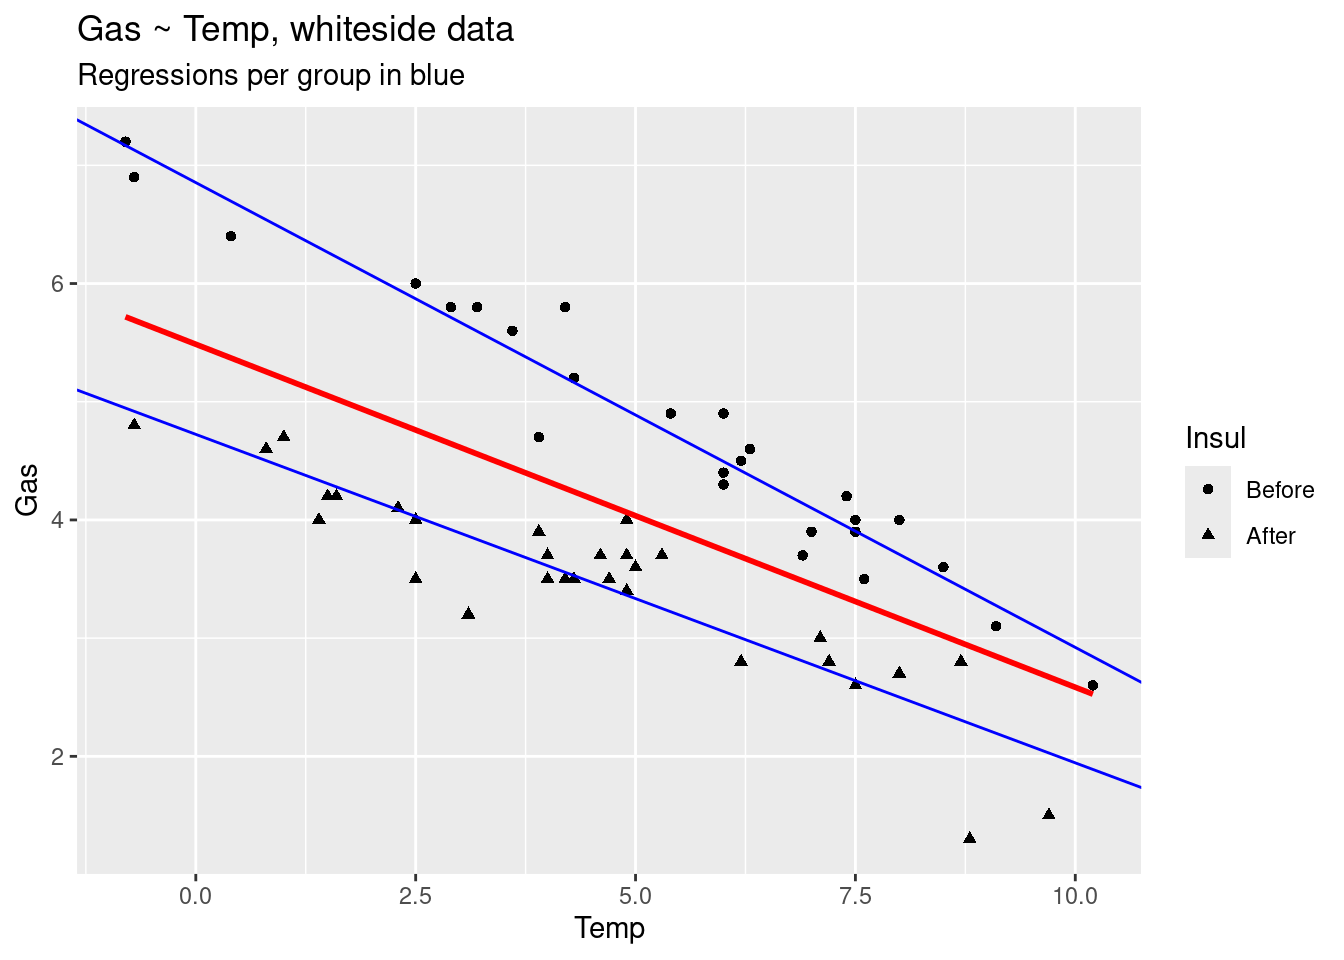 Gas ~ Temp, whiteside data
Regressions per group in blue
Gas
6
4
2
0.0 2.5 5.0 7.5 10.0
Temp
Insul
Before
After